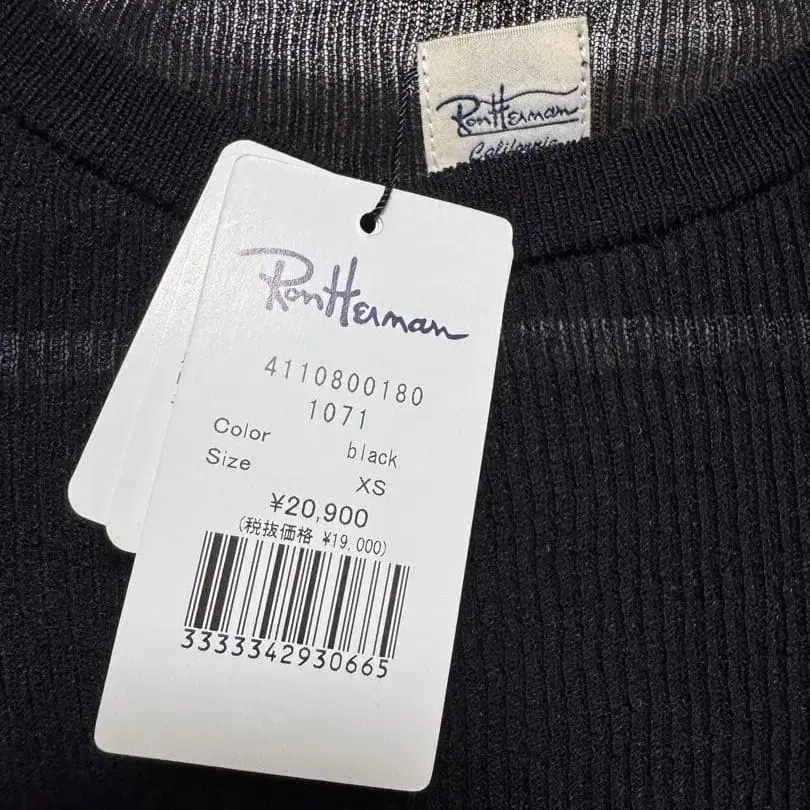 Ron Herman
California
Ron Herman
4110800180
1071
Color black
Size XS
¥20,900
(税抜価格 ¥19,000)
3333342930665